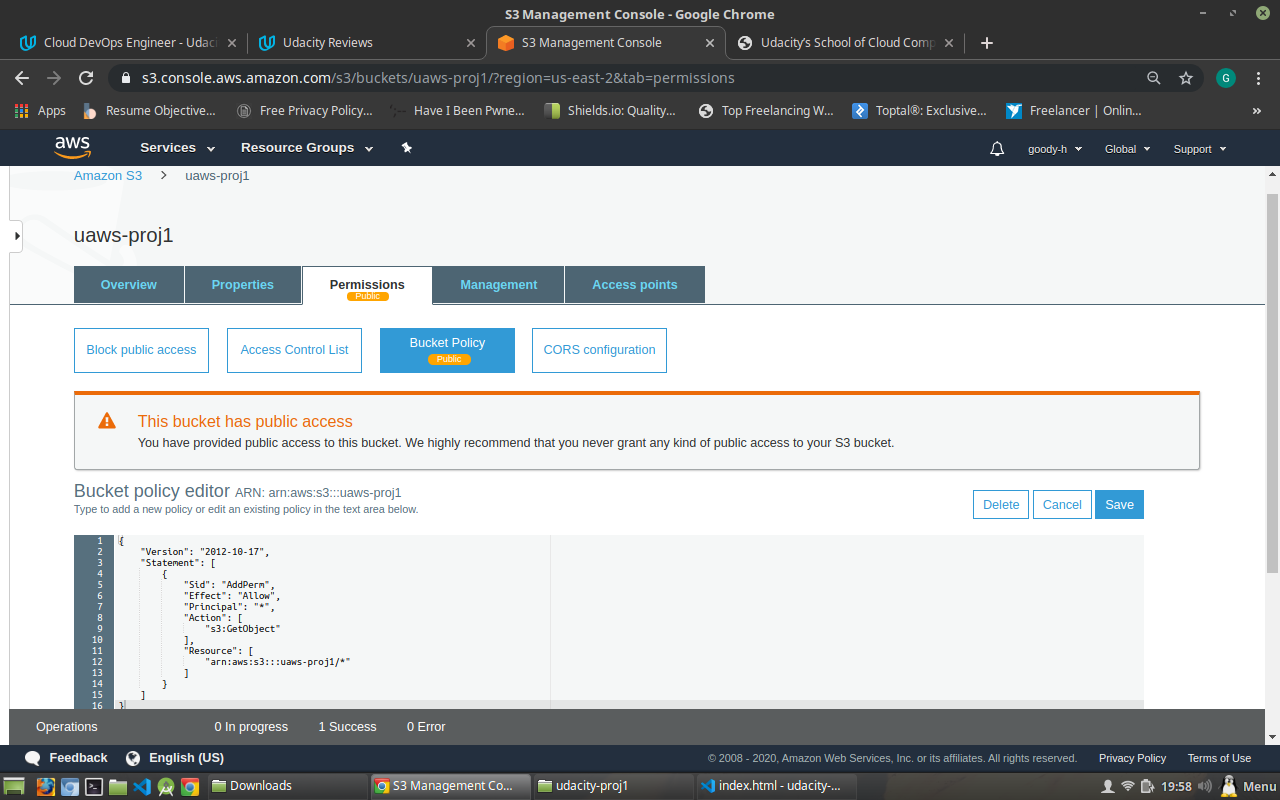 S3 Management Console - Google Chrome
Cloud DevOps Engineer - Udaci
Udacity Reviews
S3 Management Console
Udacity's School of Cloud Comp
s3.console.aws.amazon.com/s3/buckets/uaws-proj1/?region=us-east-2&tab=permissions
G
Apps
Resume Objective...
Free Privacy Policy...
Have I Been Pwne...
Shields.io: Quality...
Top Freelancing W...
Toptal®: Exclusive...
Freelancer | Onlin...
»
aws
Services
Resource Groups
goody-h
Global
Support
Amazon S3
uaws-proj1
uaws-proj1
Overview
Properties
Permissions
Public
Management
Access points
Block public access
Access Control List
Bucket Policy
Public
CORS configuration
This bucket has public access
You have provided public access to this bucket. We highly recommend that you never grant any kind of public access to your S3 bucket.
Bucket policy editor ARN: arn:aws:s3:::uaws-proj1
Type to add a new policy or edit an existing policy in the text area below.
Delete
Cancel
Save
1 {
2 "Version": "2012-10-17",
3 "Statement": [
4 {
5 "Sid": "AddPerm",
6 "Effect": "Allow",
7 "Principal": "*",
8 "Action": [
9 "s3:GetObject"
10 ],
11 "Resource": [
12 "arn:aws:s3:::uaws-proj1/*"
13 ]
14 }
15 ]
16 }
Operations
0 In progress
1 Success
0 Error
Feedback
English (US)
© 2008 - 2020, Amazon Web Services, Inc. or its affiliates. All rights reserved.
Privacy Policy
Terms of Use
Downloads
S3 Management Co...
udacity-proj1
index.html - udacity-...
19:58
Menu